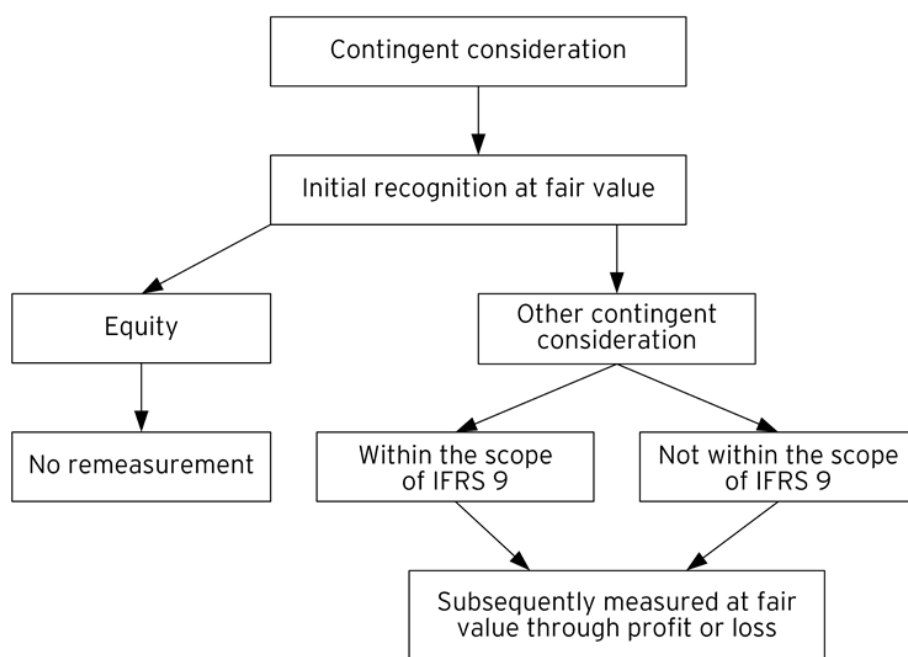 Contingent consideration
Initial recognition at fair value
Equity
Other contingent
consideration
No remeasurement
Within the scope
of IFRS 9
Not within the scope
of IFRS 9
Subsequently measured at fair
value through profit or loss